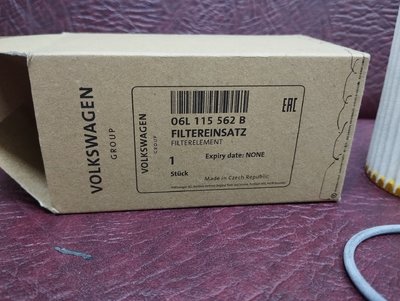 VOLKSWAGEN
GROUP
VOLKSWAGEN
GROUP
06L 115 562 B
FILTEREINSATZ
FILTERELEMENT
1
Expiry date: NONE
Stück
Made in Czech Republic
EAC